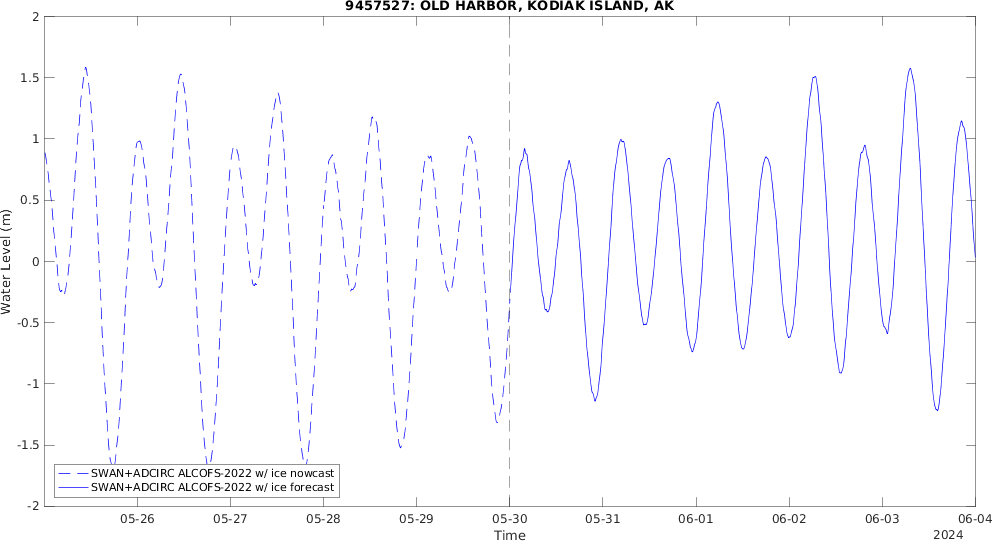 9457527: OLD HARBOR, KODIAK ISLAND, AK
2
1.5
1
0.5
0
-0.5
-1
-1.5
-2
Water Level (m)
SWAN+ADCIRC ALCOFS-2022 w/ ice nowcast
SWAN+ADCIRC ALCOFS-2022 w/ ice forecast
05-26 05-27 05-28 05-29 05-30 05-31 06-01 06-02 06-03 06-04
Time
2024